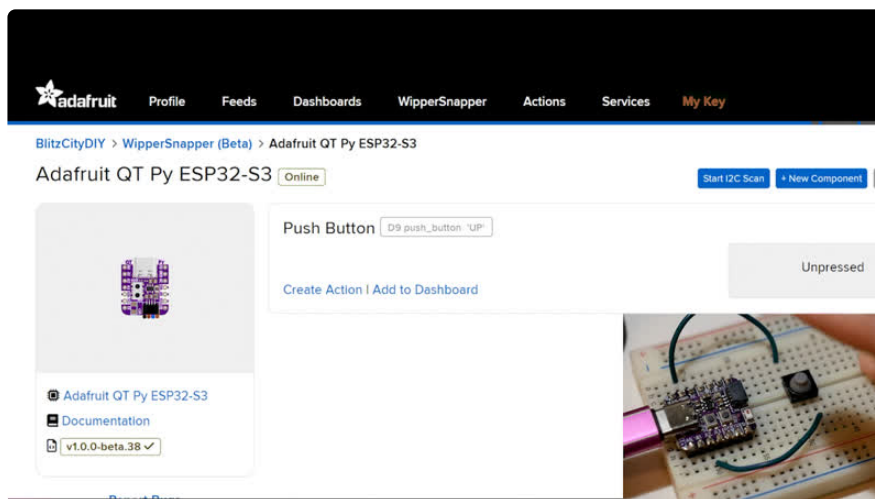 adafruit Profile Feeds Dashboards WipperSnapper Actions Services My Key
BlitzCityDIY > WipperSnapper (Beta) > Adafruit QT Py ESP32-S3
Adafruit QT Py ESP32-S3 Online
Start I2C Scan + New Component
Push Button D9 push_button 'UP'
Unpressed
Create Action | Add to Dashboard
Adafruit QT Py ESP32-S3
Documentation
v1.0.0-beta.38
Report Bugs